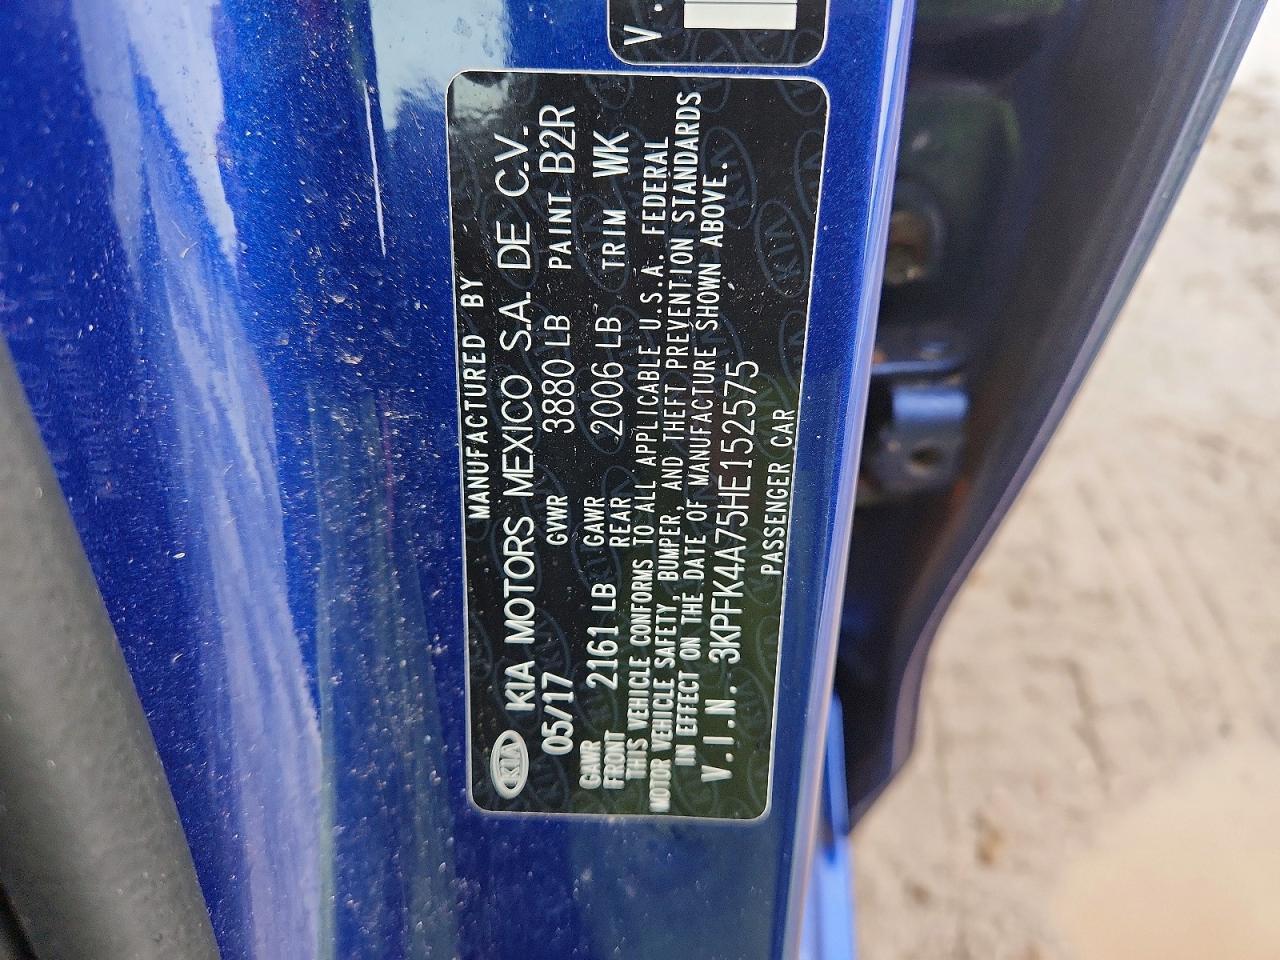 V.
MANUFACTURED BY
KIA KIA MOTORS MEXICO S.A. DE C.V.
05/17 GVWR 3880 LB PAINT B2R
GAWR FRONT 2161 LB GAWR REAR 2006 LB TRIM WK
THIS VEHICLE CONFORMS TO ALL APPLICABLE U.S.A. FEDERAL
MOTOR VEHICLE SAFETY, BUMPER, AND THEFT PREVENTION STANDARDS
IN EFFECT ON THE DATE OF MANUFACTURE SHOWN ABOVE.
V.I.N. 3KPFK4A75HE152575
PASSENGER CAR